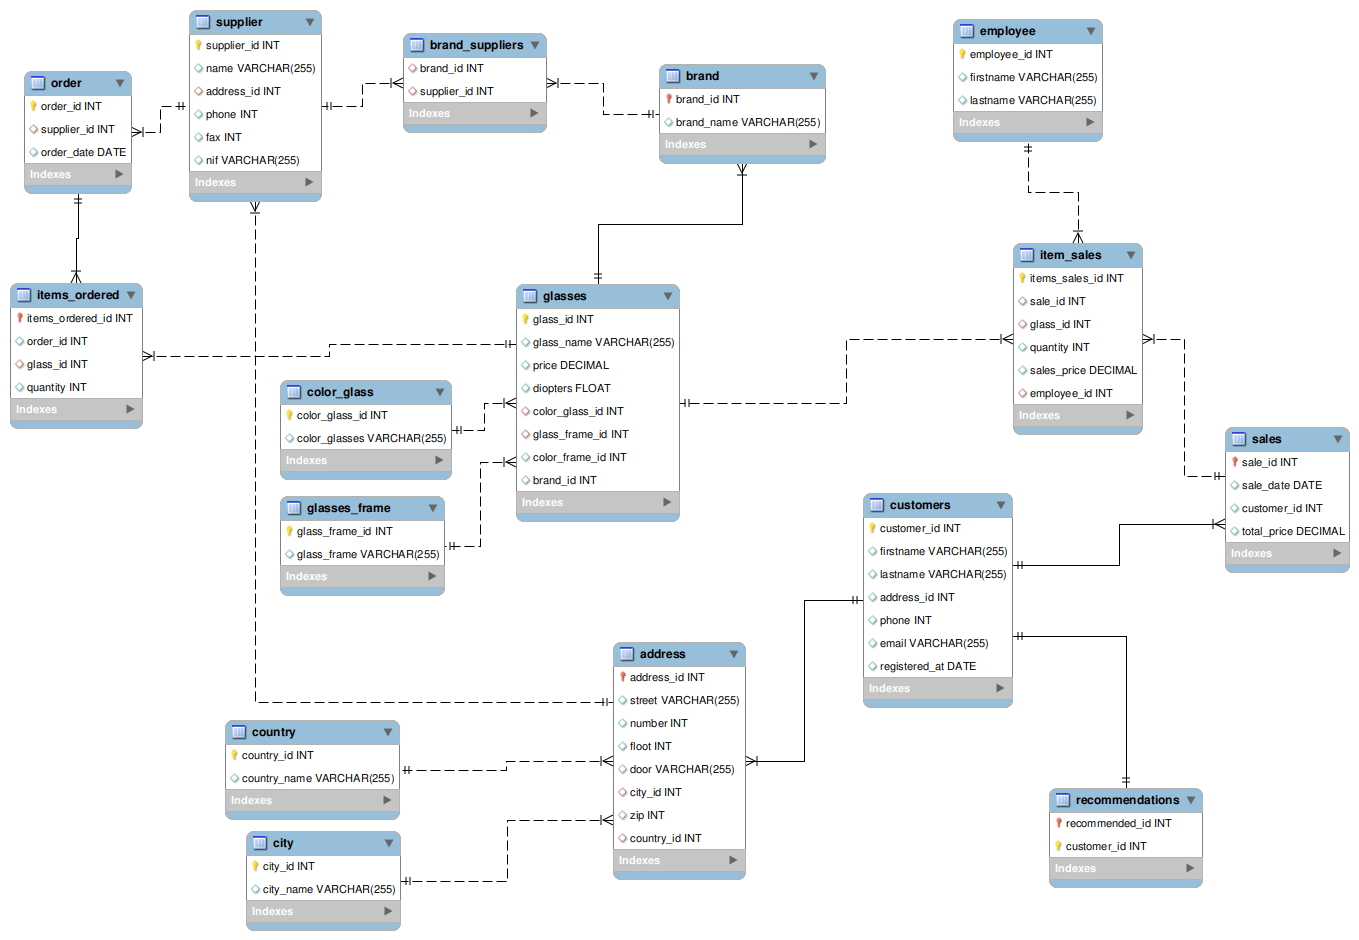 order
order_id INT
supplier_id INT
order_date DATE
Indexes
supplier
supplier_id INT
name VARCHAR(255)
address_id INT
phone INT
fax INT
nif VARCHAR(255)
Indexes
brand_suppliers
brand_id INT
supplier_id INT
Indexes
brand
brand_id INT
brand_name VARCHAR(255)
Indexes
employee
employee_id INT
firstname VARCHAR(255)
lastname VARCHAR(255)
Indexes
items_ordered
items_ordered_id INT
order_id INT
glass_id INT
quantity INT
Indexes
glasses
glass_id INT
glass_name VARCHAR(255)
price DECIMAL
diopters FLOAT
color_glass_id INT
glass_frame_id INT
color_frame_id INT
brand_id INT
Indexes
item_sales
items_sales_id INT
sale_id INT
glass_id INT
quantity INT
sales_price DECIMAL
employee_id INT
Indexes
color_glass
color_glass_id INT
color_glasses VARCHAR(255)
Indexes
glasses_frame
glass_frame_id INT
glass_frame VARCHAR(255)
Indexes
sales
sale_id INT
sale_date DATE
customer_id INT
total_price DECIMAL
Indexes
customers
customer_id INT
firstname VARCHAR(255)
lastname VARCHAR(255)
address_id INT
phone INT
email VARCHAR(255)
registered_at DATE
Indexes
address
address_id INT
street VARCHAR(255)
number INT
floot INT
door VARCHAR(255)
city_id INT
zip INT
country_id INT
Indexes
country
country_id INT
country_name VARCHAR(255)
Indexes
city
city_id INT
city_name VARCHAR(255)
Indexes
recommendations
recommended_id INT
customer_id INT
Indexes